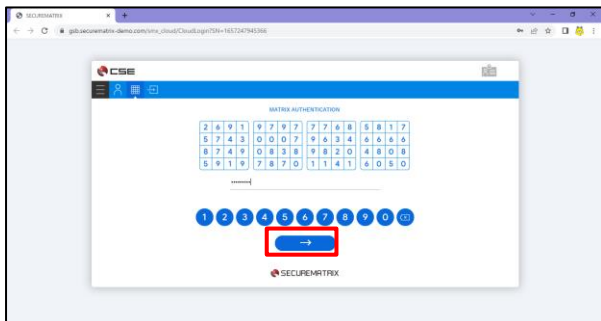 SECUREMATRIX
gsb.securematrix-demo.com/smx_cloud/CloudLogin?SN=1657247945366
CSE
MATRIX AUTHENTICATION
2 6 9 1 9 7 9 7 7 7 6 8 5 8 1 7
5 7 4 3 0 0 0 7 9 6 3 4 6 6 6 6
8 7 4 9 0 8 3 8 9 8 2 0 4 8 0 8
5 9 1 9 7 8 7 0 1 1 4 1 6 0 5 0
1 2 3 4 5 6 7 8 9 0
SECUREMATRIX